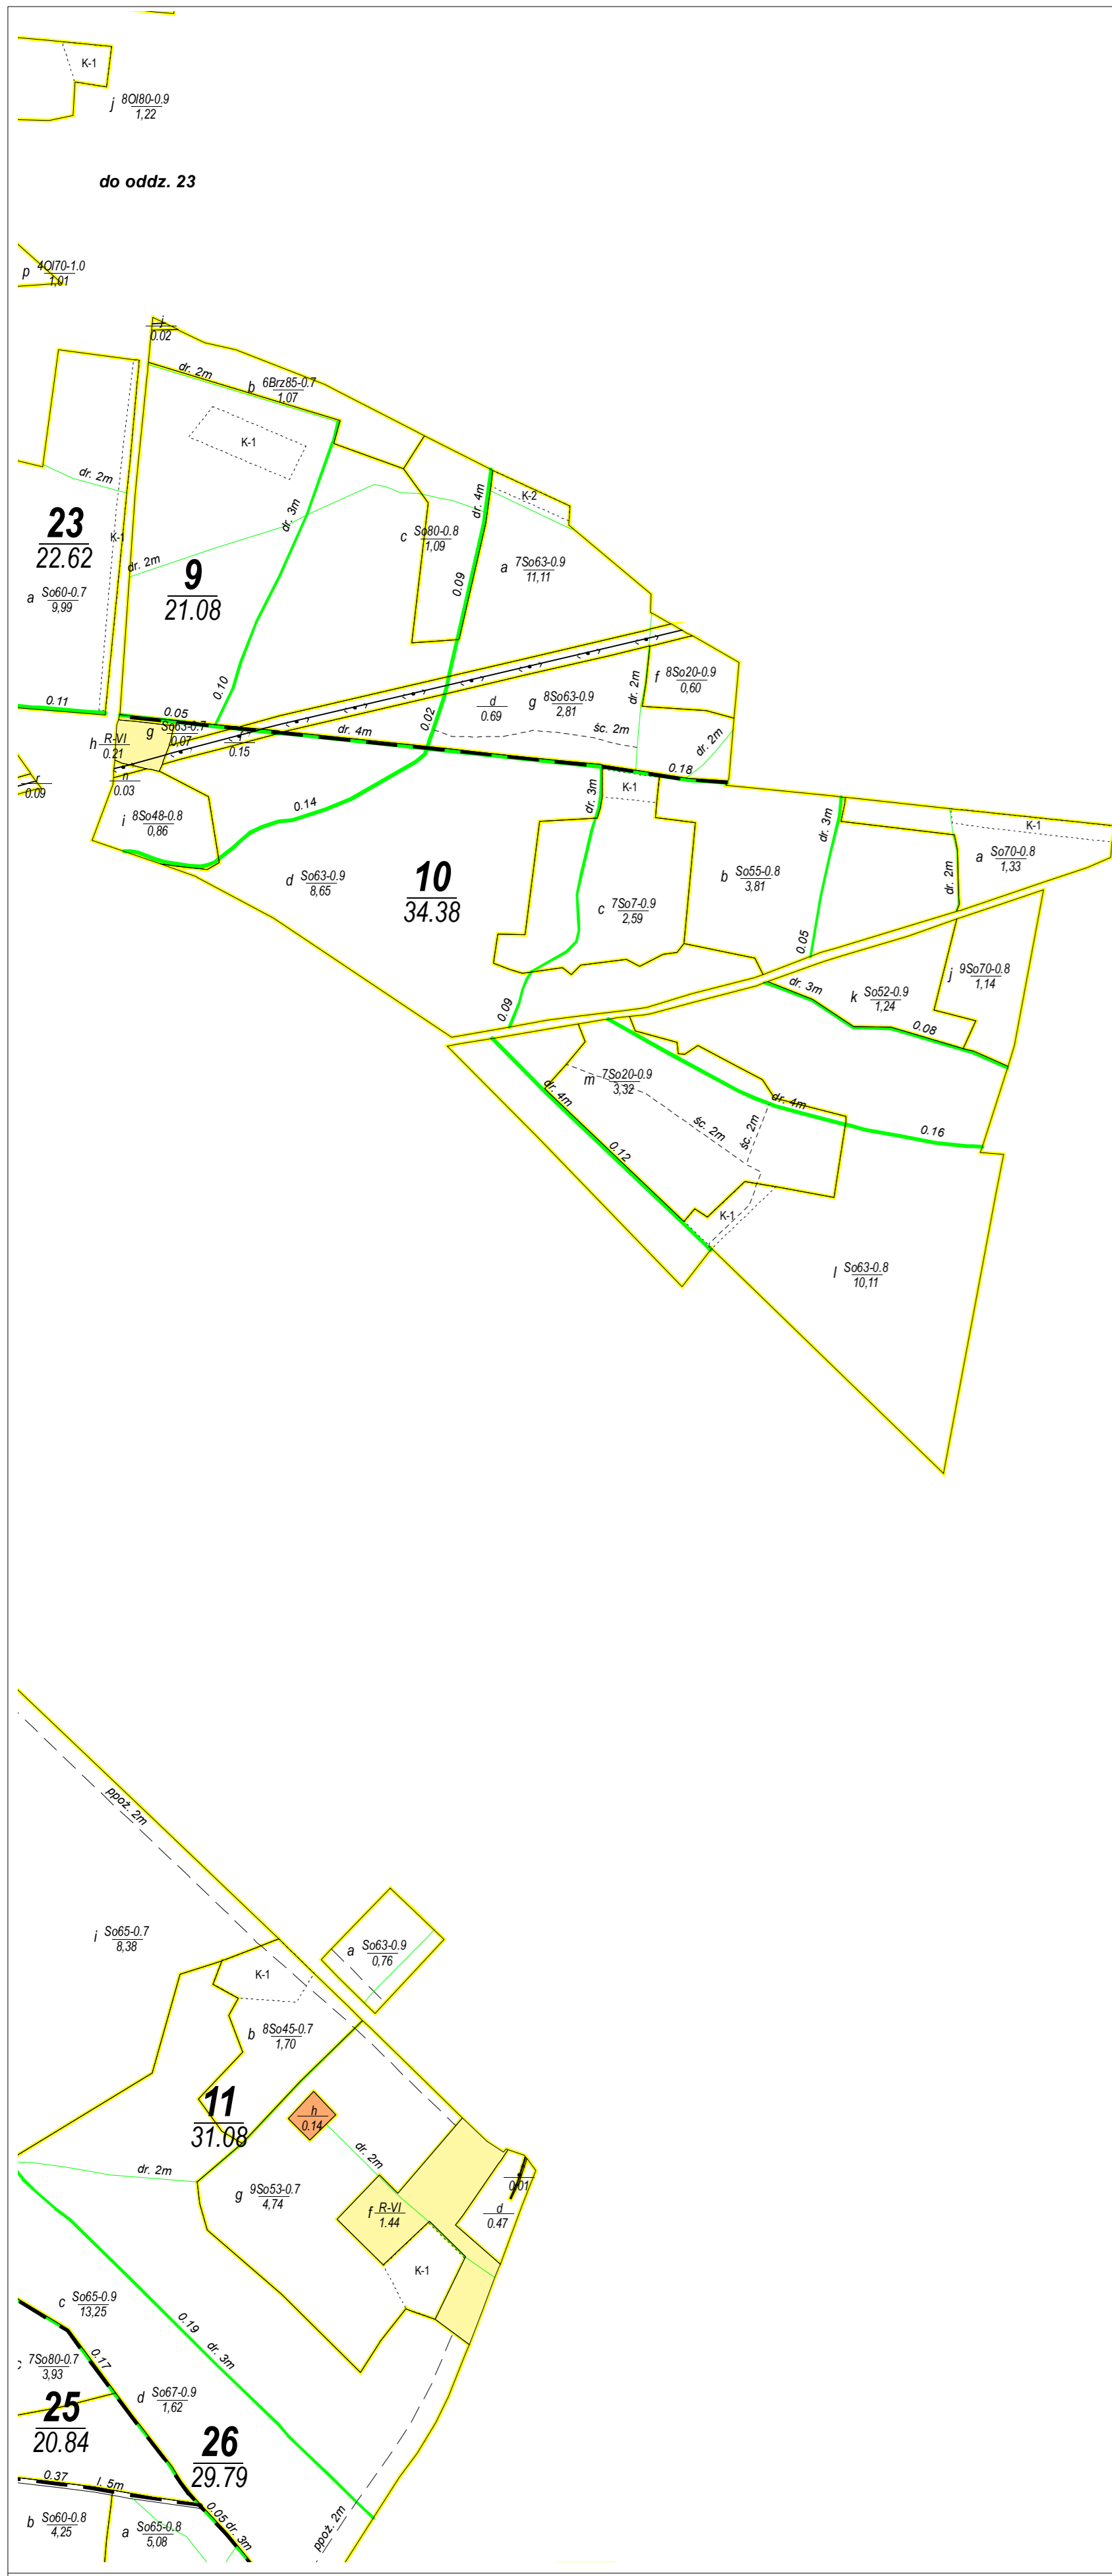 K-1
j 8Ol80-0.9
1,22
do oddz. 23
p 4Ol70-1.0
1,01
j
0.02
dr. 2m
b 6Brz85-0.7
1,07
K-1
dr. 2m
dr. 4m
K-2
23
22.62
K-1
dr. 3m
c So80-0.8
1,09
a 7So63-0.9
11,11
dr. 2m
9
21.08
a So60-0.7
9,99
0.09
0.10
0.11
0.05
g So63-0.7
0,07
0.15
h R-VI
0.21
n
0.03
r
0.09
dr. 4m
0.02
d
0.69
g 8So63-0.9
2,81
śc. 2m
dr. 2m
f 8So20-0.9
0,60
dr. 2m
0.18
i 8So48-0.8
0,86
0.14
dr. 3m
K-1
dr. 3m
K-1
a So70-0.8
1,33
dr. 2m
d So63-0.9
8,65
10
34.38
c 7So7-0.9
2,59
b So55-0.8
3,81
0.05
0.09
dr. 3m
k So52-0.9
1,24
j 9So70-0.8
1,14
0.08
m 7So20-0.9
3,32
dr. 4m
dr. 4m
śc. 2m
śc. 2m
0.16
0.12
K-1
l So63-0.8
10,11
ppoż. 2m
i So65-0.7
8,38
a So63-0.9
0,76
K-1
b 8So45-0.7
1,70
11
31.08
h
0.14
dr. 2m
dr. 2m
0.01
g 9So53-0.7
4,74
f R-VI
1.44
d
0.47
K-1
c So65-0.9
13,25
0.19
dr. 3m
0.17
c 7So80-0.7
3,93
d So67-0.9
1,62
25
20.84
26
29.79
0.37
l. 5m
0.05 dr. 3m
b So60-0.8
4,25
a So65-0.8
5,08
ppoż. 2m